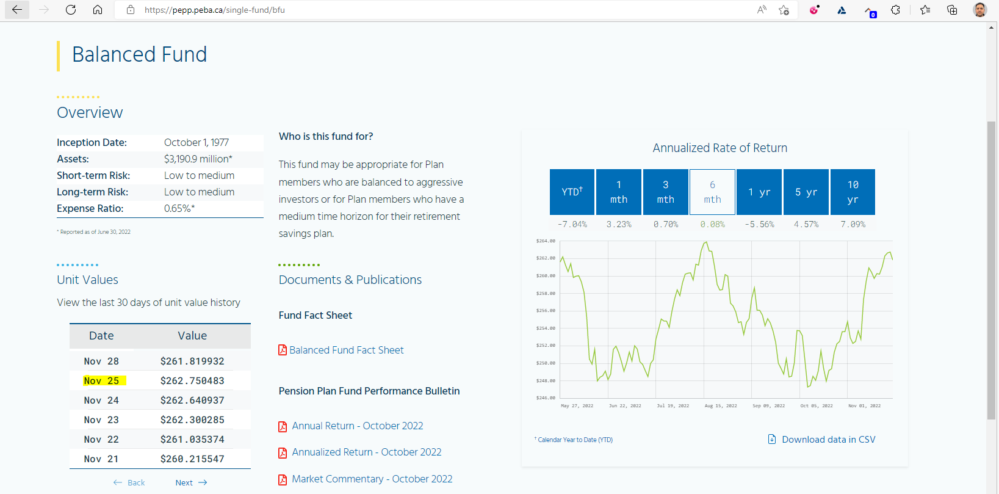 https://pepp.peba.ca/single-fund/bfu
A
0
Balanced Fund
Overview
Inception Date: October 1, 1977
Assets: $3,190.9 million*
Short-term Risk: Low to medium
Long-term Risk: Low to medium
Expense Ratio: 0.65%*
* Reported as of June 30, 2022
Unit Values
View the last 30 days of unit value history
Date Value
Nov 28 $261.819932
Nov 25 $262.750483
Nov 24 $262.640937
Nov 23 $262.300285
Nov 22 $261.035374
Nov 21 $260.215547
← Back Next →
Who is this fund for?
This fund may be appropriate for Plan
members who are balanced to aggressive
investors or for Plan members who have a
medium time horizon for their retirement
savings plan.
Documents & Publications
Fund Fact Sheet
Balanced Fund Fact Sheet
Pension Plan Fund Performance Bulletin
Annual Return - October 2022
Annualized Return - October 2022
Market Commentary - October 2022
Annualized Rate of Return
YTD† 1 mth 3 mth 6 mth 1 yr 5 yr 10 yr
-7.04% 3.23% 0.70% 0.08% -5.56% 4.57% 7.09%
$264.00
$262.00
$260.00
$258.00
$256.00
$254.00
$252.00
$250.00
$248.00
$246.00
May 27, 2022 Jun 22, 2022 Jul 19, 2022 Aug 15, 2022 Sep 09, 2022 Oct 05, 2022 Nov 01, 2022
† Calendar Year to Date (YTD)
Download data in CSV